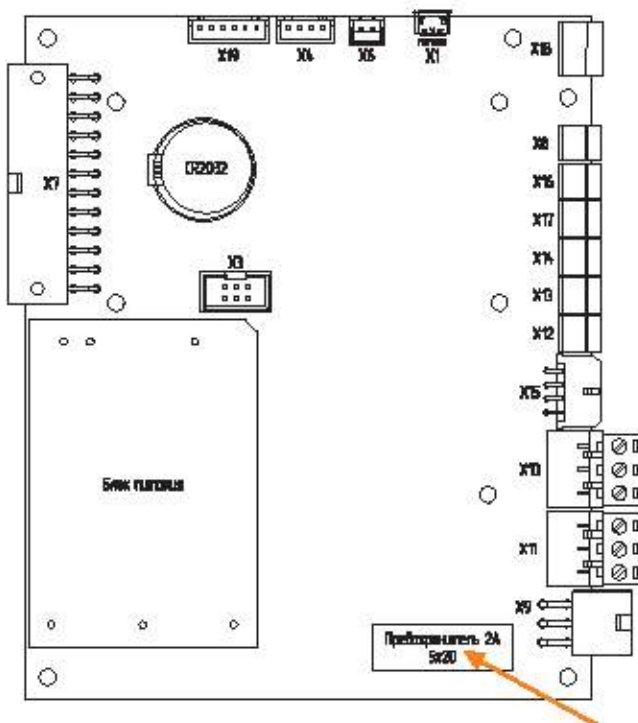 X19
X4
X5
X1
X18
X7
CR2032
X8
X16
X17
X3
X14
X13
X12
X15
Блок питания
X10
X11
X9
Предохранитель 2А
5x20